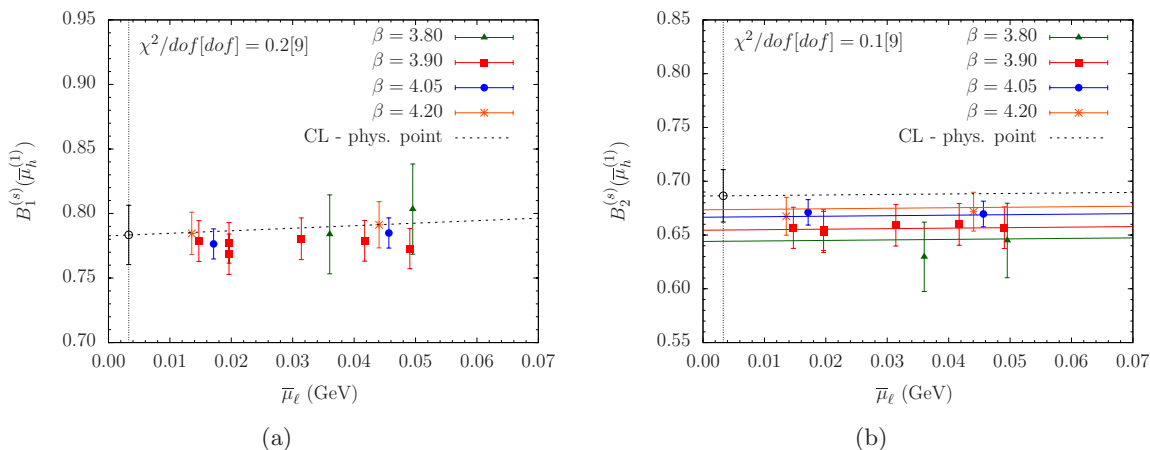 0.95
0.90
0.85
0.80
0.75
0.70
B₁⁽ˢ⁾(μ̅ₕ⁽¹⁾)
χ²/dof[dof] = 0.2[9]
β = 3.80
β = 3.90
β = 4.05
β = 4.20
CL - phys. point
0.00 0.01 0.02 0.03 0.04 0.05 0.06 0.07
μ̅_ℓ (GeV)
(a)
0.85
0.80
0.75
0.70
0.65
0.60
0.55
B₂⁽ˢ⁾(μ̅ₕ⁽¹⁾)
χ²/dof[dof] = 0.1[9]
β = 3.80
β = 3.90
β = 4.05
β = 4.20
CL - phys. point
0.00 0.01 0.02 0.03 0.04 0.05 0.06 0.07
μ̅_ℓ (GeV)
(b)